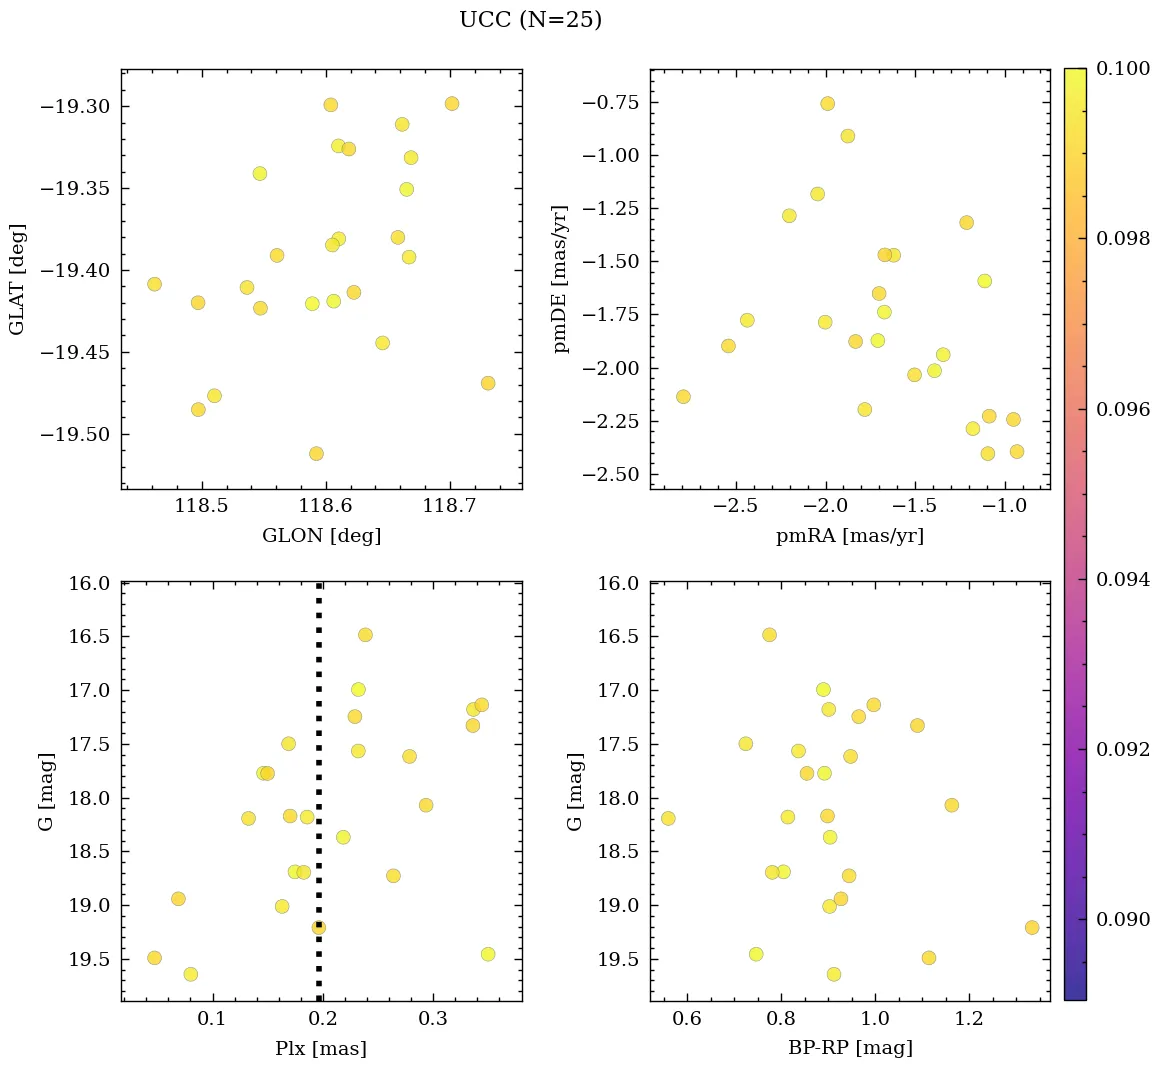 UCC (N=25)
−19.30
−19.35
−19.40
−19.45
−19.50
GLAT [deg]
118.5 118.6 118.7
GLON [deg]
−0.75
−1.00
−1.25
−1.50
−1.75
−2.00
−2.25
−2.50
pmDE [mas/yr]
−2.5 −2.0 −1.5 −1.0
pmRA [mas/yr]
0.100
0.098
0.096
0.094
0.092
0.090
16.0
16.5
17.0
17.5
18.0
18.5
19.0
19.5
G [mag]
0.1 0.2 0.3
Plx [mas]
16.0
16.5
17.0
17.5
18.0
18.5
19.0
19.5
G [mag]
0.6 0.8 1.0 1.2
BP-RP [mag]